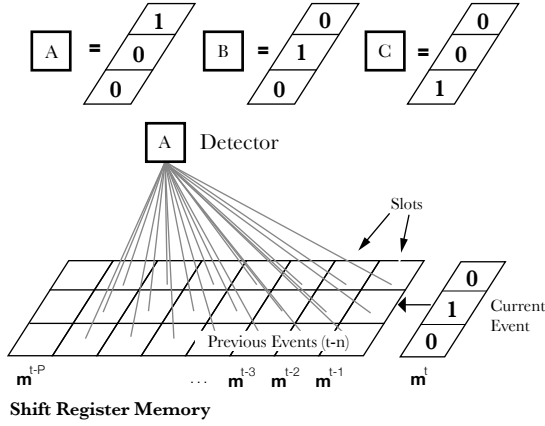 A = 1 0 0
B = 0 1 0
C = 0 0 1
A Detector
Slots
0
1
0
Current
Event
Previous Events (t-n)
m^t-P ... m^t-3 m^t-2 m^t-1 m^t
Shift Register Memory